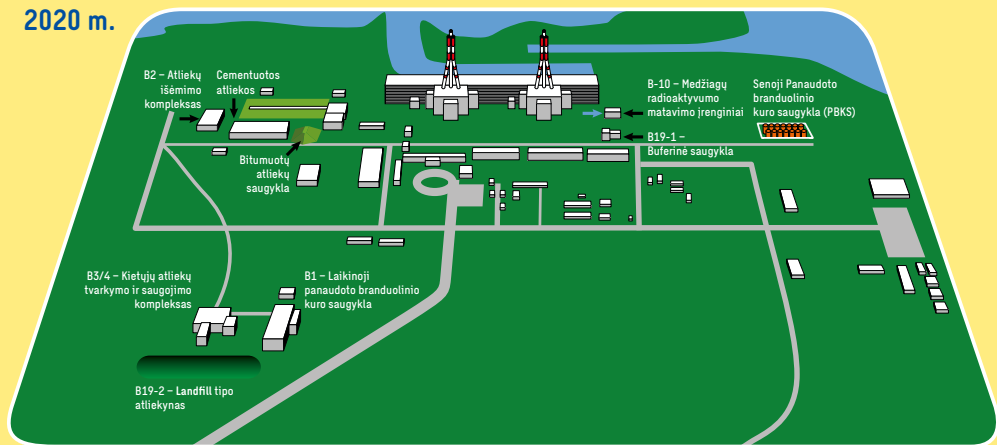 2020 m.
B2 – Atliekų
išėmimo
kompleksas
Cementuotos
atliekos
Bitumuotų
atliekų
saugykla
B-10 – Medžiagų
radioaktyvumo
matavimo įrenginiai
B19-1 –
Buferinė saugykla
Senoji Panaudoto
branduolinio
kuro saugykla (PBKS)
B3/4 – Kietųjų atliekų
tvarkymo ir saugojimo
kompleksas
B1 – Laikinoji
panaudoto branduolinio
kuro saugykla
B19-2 – Landfill tipo
atliekynas